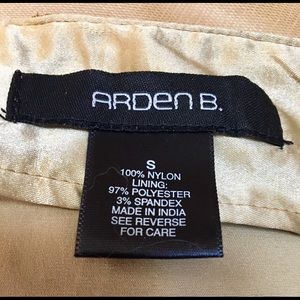 ARDEN B.
S
100% NYLON
LINING:
97% POLYESTER
3% SPANDEX
MADE IN INDIA
SEE REVERSE
FOR CARE